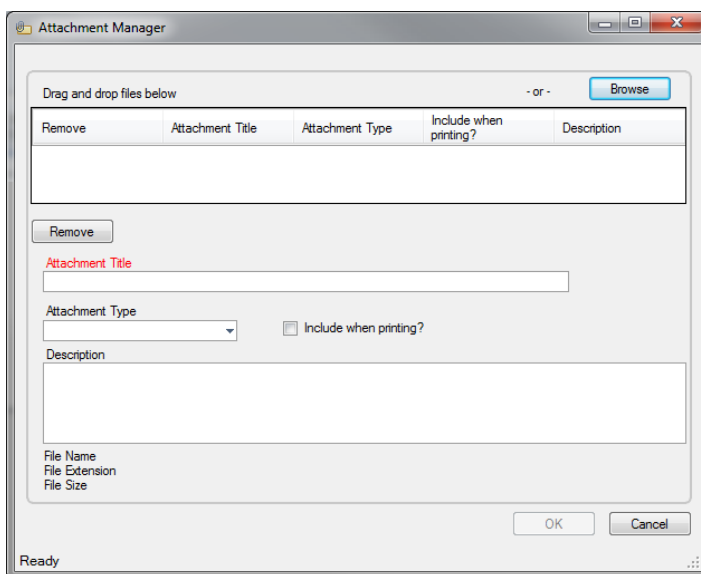 Attachment Manager
Drag and drop files below - or - Browse
Remove Attachment Title Attachment Type Include when printing? Description
Remove
Attachment Title
Attachment Type
Include when printing?
Description
File Name
File Extension
File Size
OK Cancel
Ready